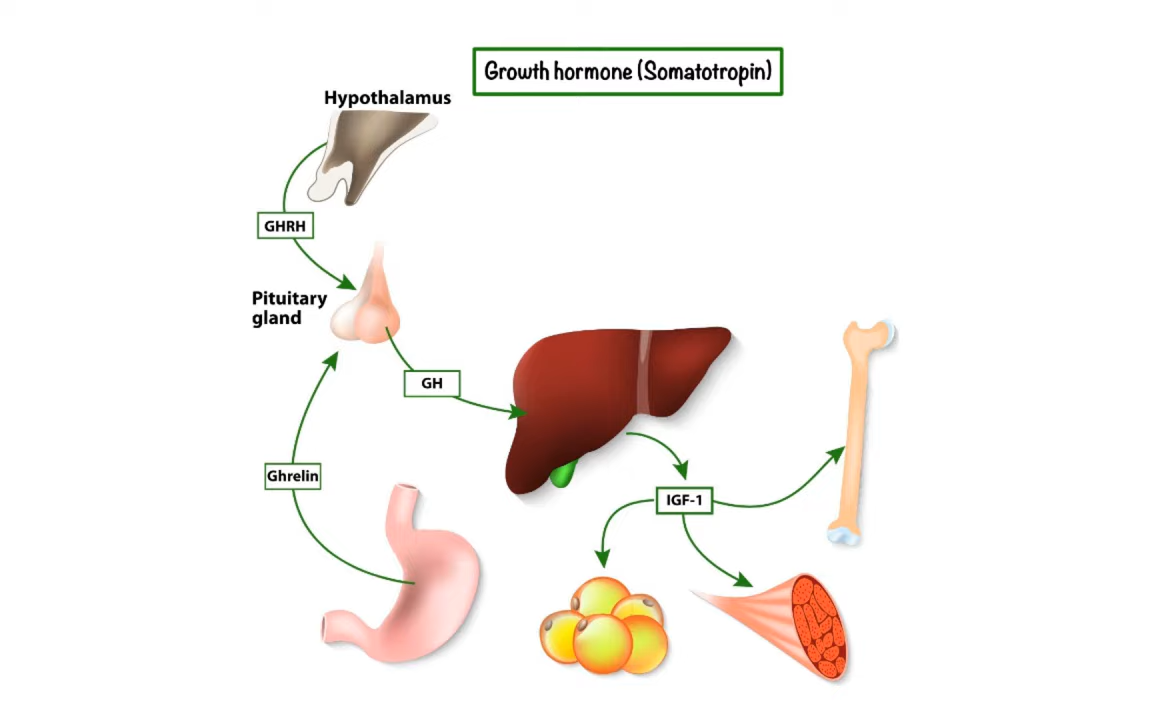 Growth hormone (Somatotropin)
Hypothalamus
GHRH
Pituitary
gland
GH
Ghrelin
IGF-1